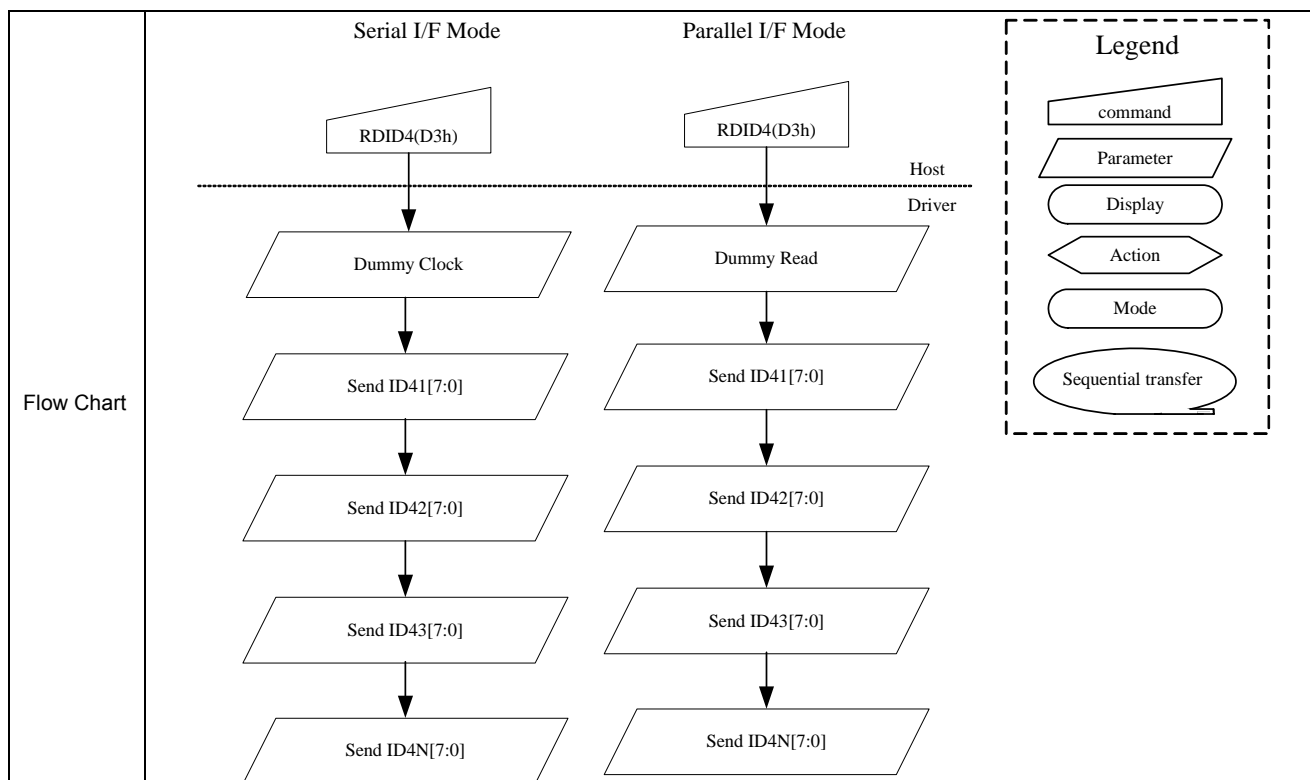 Flow Chart
Serial I/F Mode
RDID4(D3h)
Dummy Clock
Send ID41[7:0]
Send ID42[7:0]
Send ID43[7:0]
Send ID4N[7:0]
Parallel I/F Mode
RDID4(D3h)
Host
Driver
Dummy Read
Send ID41[7:0]
Send ID42[7:0]
Send ID43[7:0]
Send ID4N[7:0]
Legend
command
Parameter
Display
Action
Mode
Sequential transfer